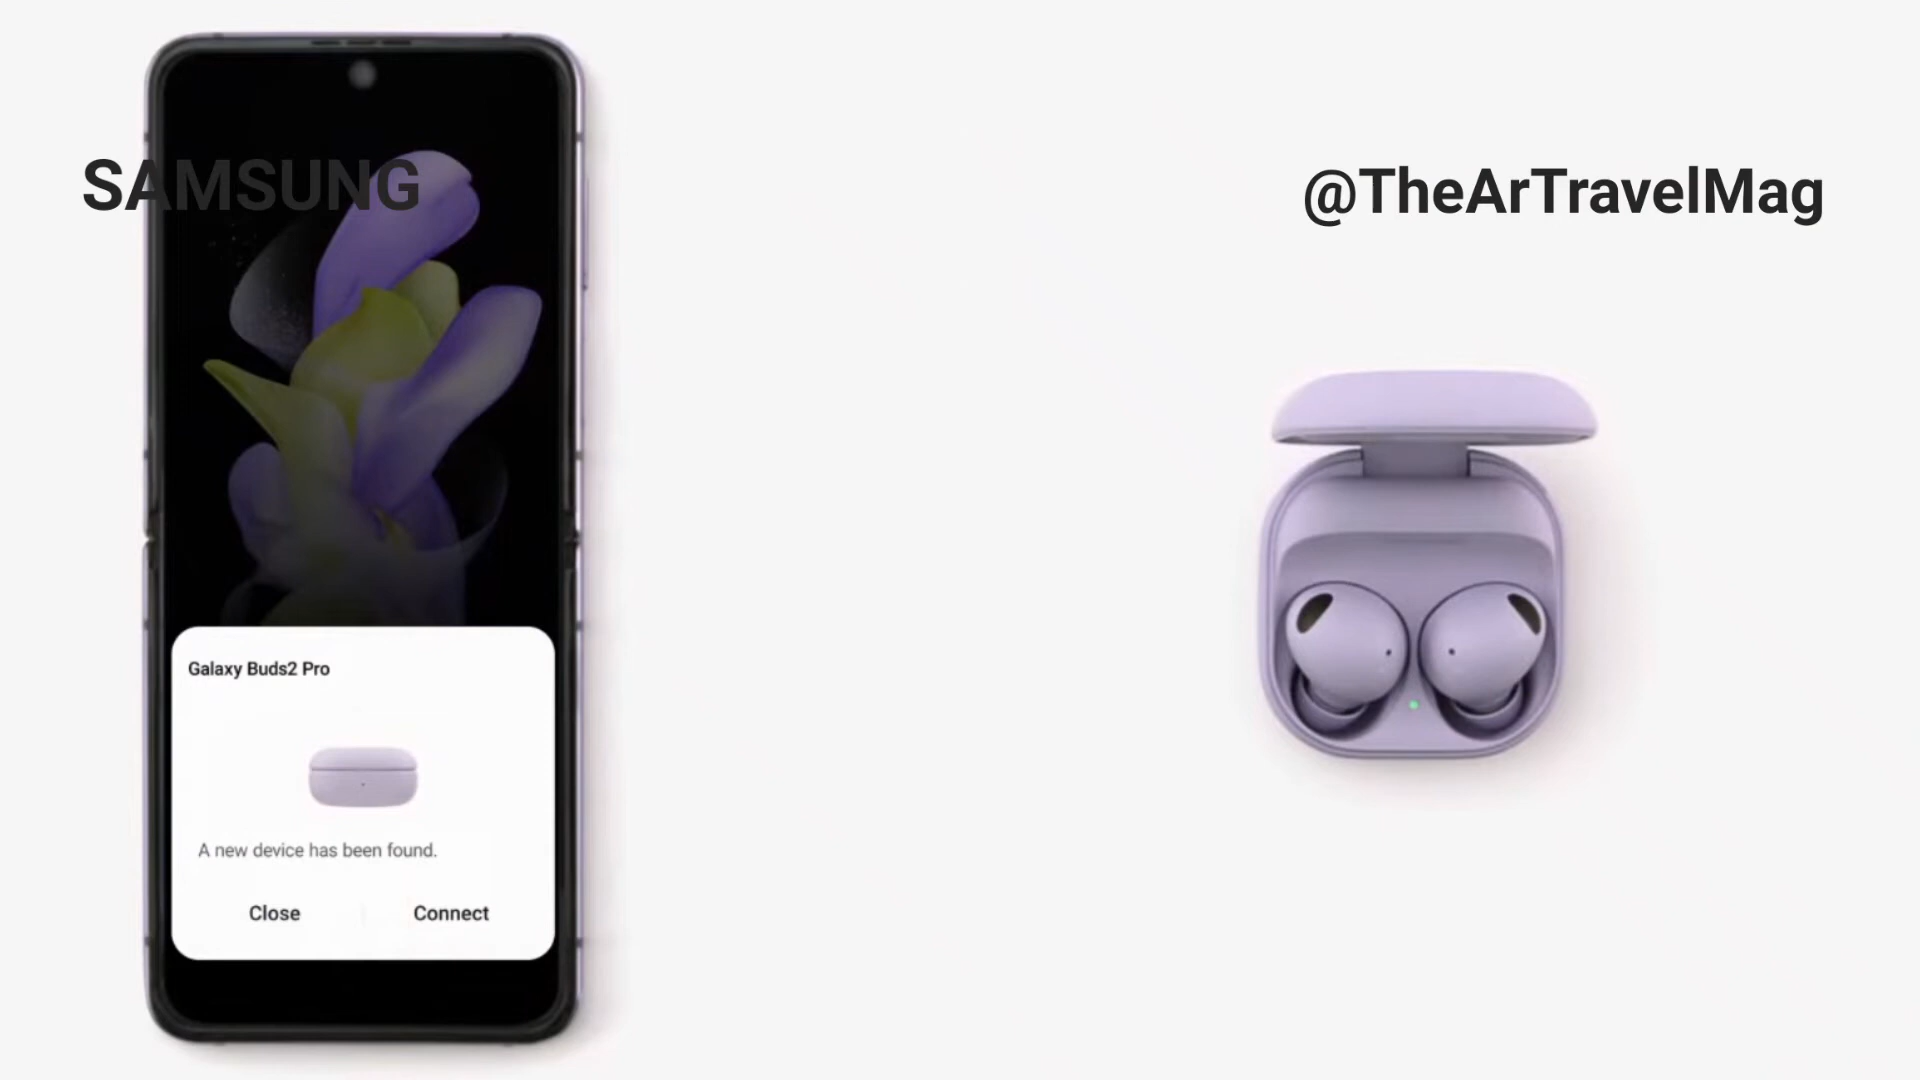 SAMSUNG
@TheArTravelMag
Galaxy Buds2 Pro
A new device has been found.
Close
Connect